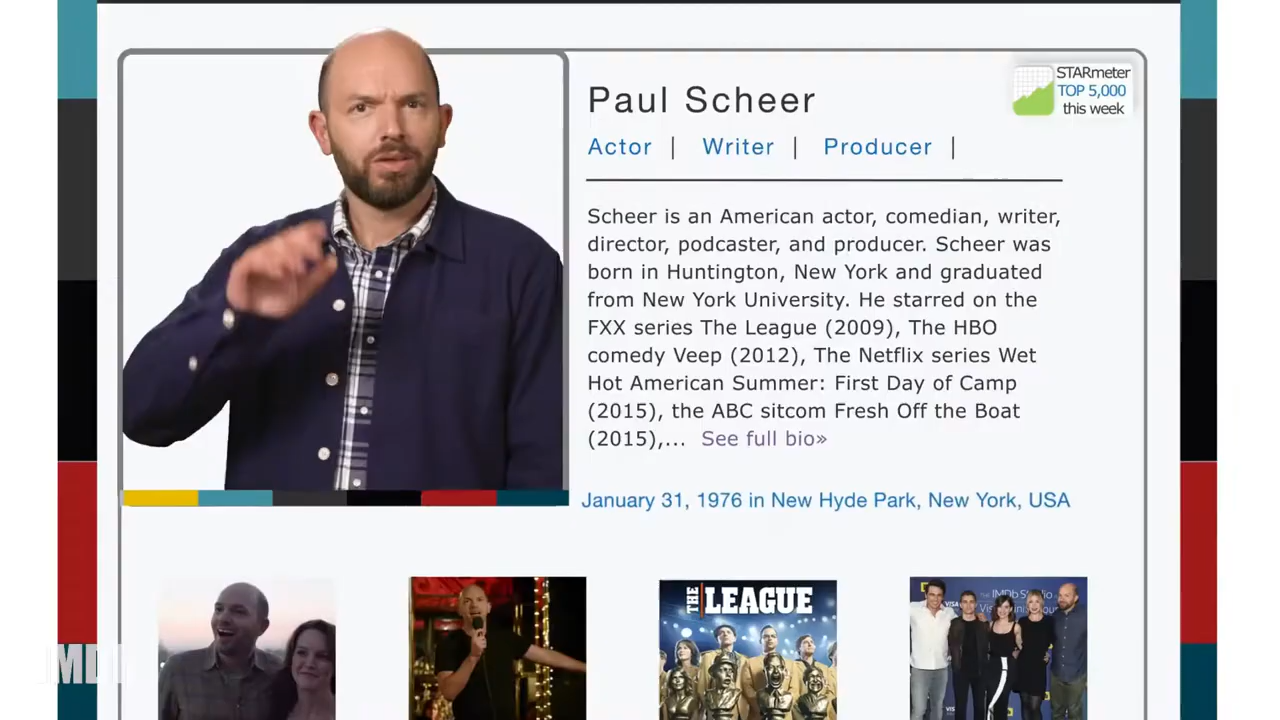 Paul Scheer
STARmeter
TOP 5,000
this week
Actor | Writer | Producer |
Scheer is an American actor, comedian, writer,
director, podcaster, and producer. Scheer was
born in Huntington, New York and graduated
from New York University. He starred on the
FXX series The League (2009), The HBO
comedy Veep (2012), The Netflix series Wet
Hot American Summer: First Day of Camp
(2015), the ABC sitcom Fresh Off the Boat
(2015),... See full bio»
January 31, 1976 in New Hyde Park, New York, USA
THE LEAGUE
IMDb Studio
VISA
IMDb